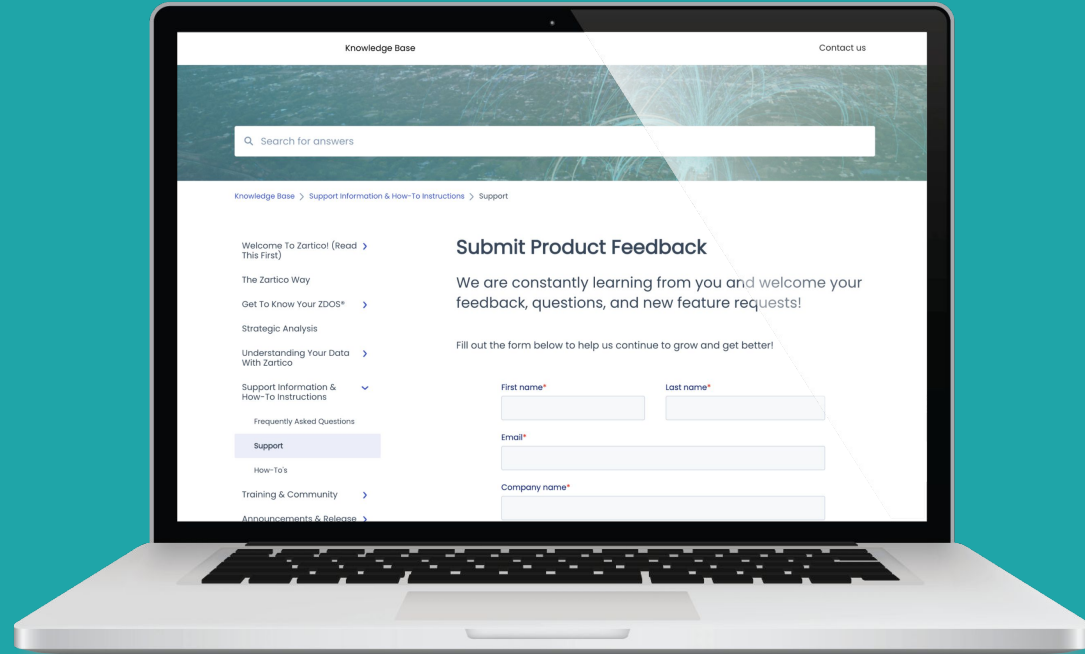 Knowledge Base
Contact us
Search for answers
Knowledge Base > Support Information & How-To Instructions > Support
Welcome To Zartico! (Read
This First)
The Zartico Way
Get To Know Your ZDOS®
Strategic Analysis
Understanding Your Data
With Zartico
Support Information &
How-To Instructions
Frequently Asked Questions
Support
How-To's
Training & Community
Announcements & Release
Submit Product Feedback
We are constantly learning from you and welcome your
feedback, questions, and new feature requests!
Fill out the form below to help us continue to grow and get better!
First name*
Last name*
Email*
Company name*